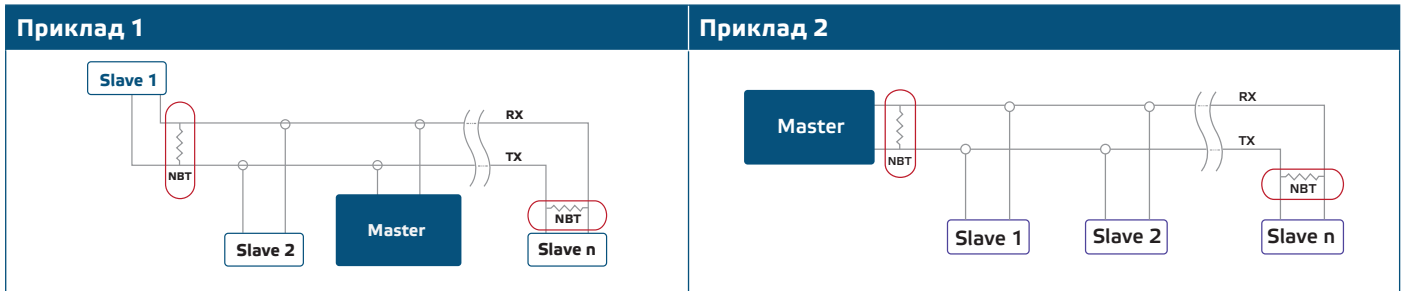 Приклад 1
Slave 1
RX
TX
NBT
NBT
Master
Slave 2
Slave n
Приклад 2
RX
Master
TX
NBT
NBT
Slave 1
Slave 2
Slave n